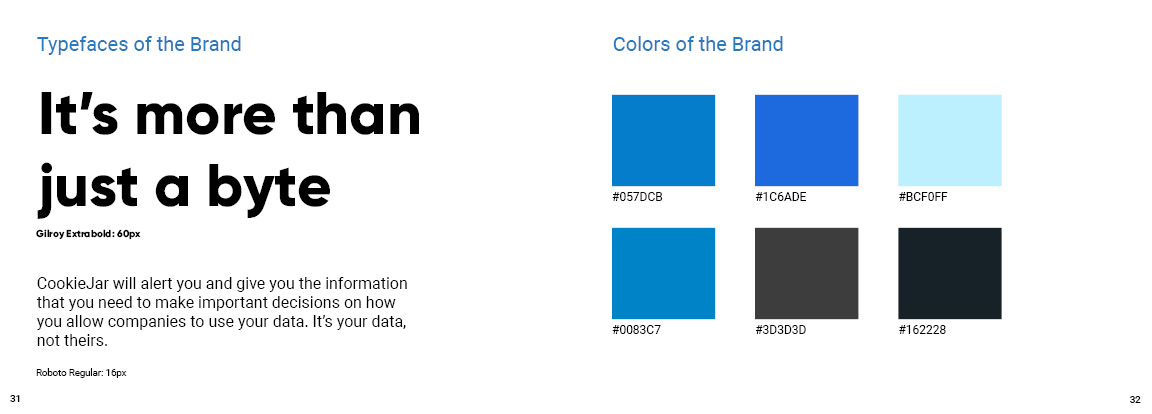 Typefaces of the Brand
It’s more than
just a byte
Gilroy Extrabold: 60px
CookieJar will alert you and give you the information
that you need to make important decisions on how
you allow companies to use your data. It’s your data,
not theirs.
Roboto Regular: 16px
31
Colors of the Brand
#057DCB
#1C6ADE
#BCF0FF
#0083C7
#3D3D3D
#162228
32